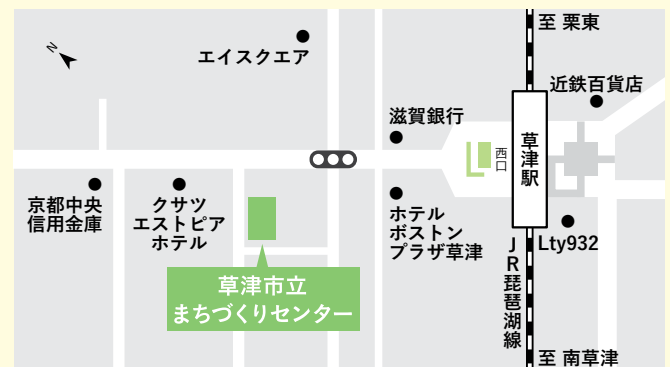 至 栗東
N
エイスクエア
近鉄百貨店
滋賀銀行
草津駅
西口
京都中央
信用金庫
クサツ
エストピア
ホテル
ホテル
ボストン
プラザ草津
Lty932
草津市立
まちづくりセンター
JR琵琶湖線
至 南草津